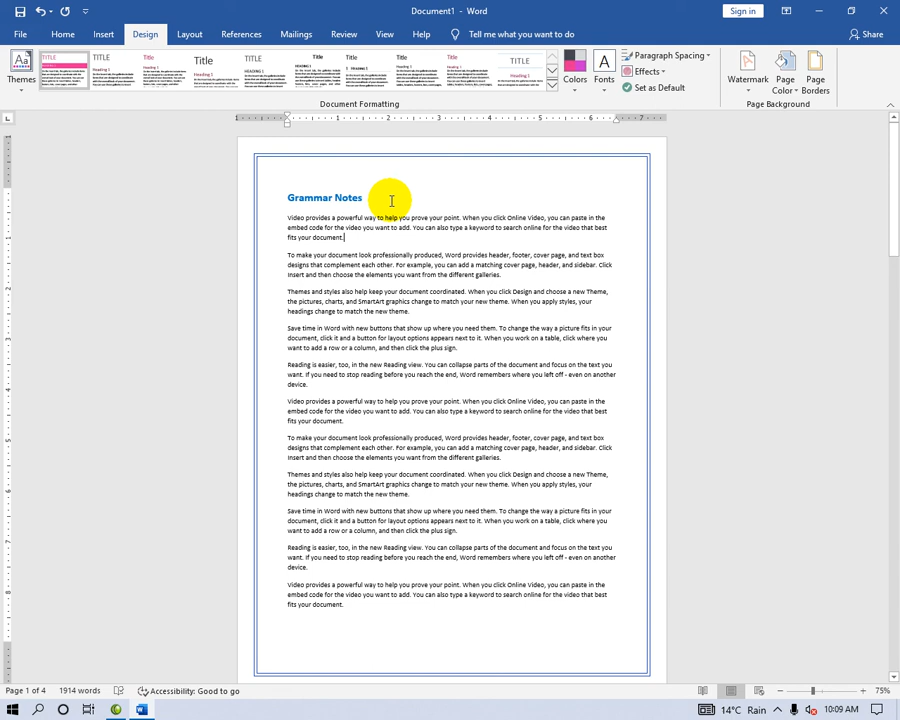 Document1 - Word
Sign in
File Home Insert Design Layout References Mailings Review View Help Tell me what you want to do Share
Themes
Title
Heading 1
TITLE
Colors
Fonts
Paragraph Spacing
Effects
Set as Default
Watermark
Page Color
Page Borders
Document Formatting
Page Background
Grammar Notes
Video provides a powerful way to help you prove your point. When you click Online Video, you can paste in the
embed code for the video you want to add. You can also type a keyword to search online for the video that best
fits your document.
To make your document look professionally produced, Word provides header, footer, cover page, and text box
designs that complement each other. For example, you can add a matching cover page, header, and sidebar. Click
Insert and then choose the elements you want from the different galleries.
Themes and styles also help keep your document coordinated. When you click Design and choose a new Theme,
the pictures, charts, and SmartArt graphics change to match your new theme. When you apply styles, your
headings change to match the new theme.
Save time in Word with new buttons that show up where you need them. To change the way a picture fits in your
document, click it and a button for layout options appears next to it. When you work on a table, click where you
want to add a row or a column, and then click the plus sign.
Reading is easier, too, in the new Reading view. You can collapse parts of the document and focus on the text you
want. If you need to stop reading before you reach the end, Word remembers where you left off - even on another
device.
Video provides a powerful way to help you prove your point. When you click Online Video, you can paste in the
embed code for the video you want to add. You can also type a keyword to search online for the video that best
fits your document.
To make your document look professionally produced, Word provides header, footer, cover page, and text box
designs that complement each other. For example, you can add a matching cover page, header, and sidebar. Click
Insert and then choose the elements you want from the different galleries.
Themes and styles also help keep your document coordinated. When you click Design and choose a new Theme,
the pictures, charts, and SmartArt graphics change to match your new theme. When you apply styles, your
headings change to match the new theme.
Save time in Word with new buttons that show up where you need them. To change the way a picture fits in your
document, click it and a button for layout options appears next to it. When you work on a table, click where you
want to add a row or a column, and then click the plus sign.
Reading is easier, too, in the new Reading view. You can collapse parts of the document and focus on the text you
want. If you need to stop reading before you reach the end, Word remembers where you left off - even on another
device.
Video provides a powerful way to help you prove your point. When you click Online Video, you can paste in the
embed code for the video you want to add. You can also type a keyword to search online for the video that best
fits your document.
Page 1 of 4 1914 words Accessibility: Good to go 75%
14°C Rain 10:09 AM